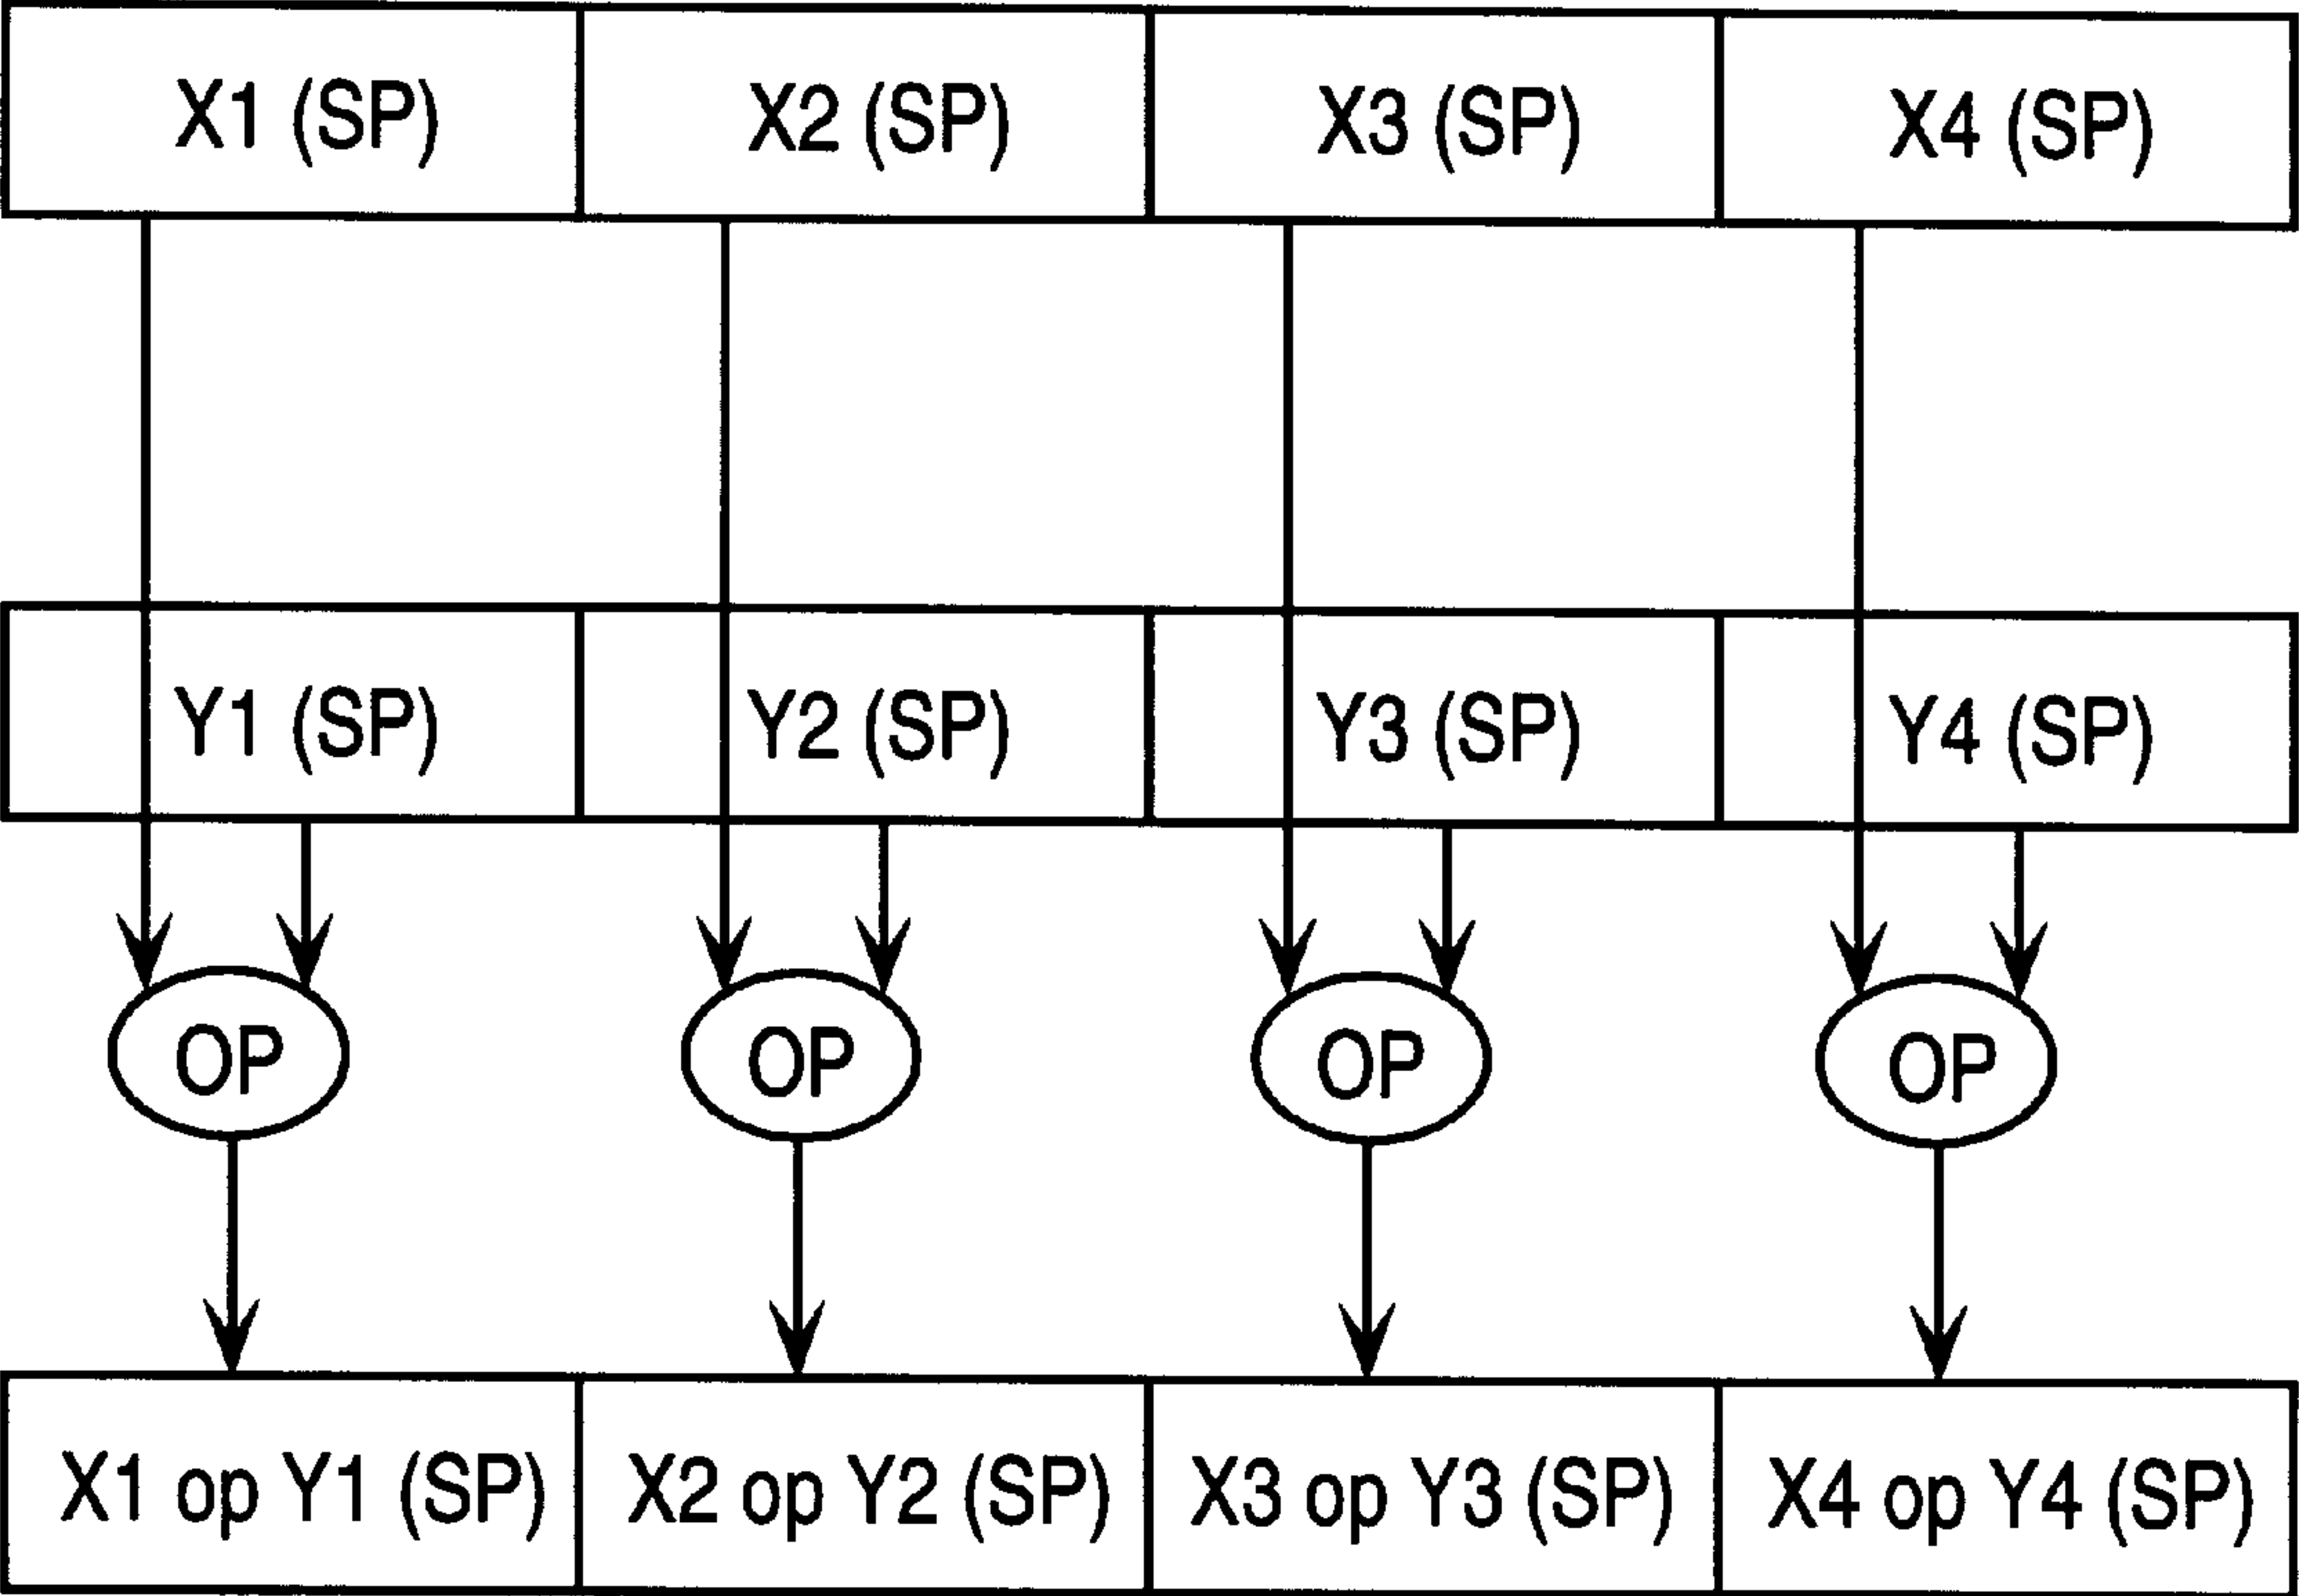 X1 (SP) X2 (SP) X3 (SP) X4 (SP)
Y1 (SP) Y2 (SP) Y3 (SP) Y4 (SP)
OP OP OP OP
X1 op Y1 (SP) X2 op Y2 (SP) X3 op Y3 (SP) X4 op Y4 (SP)